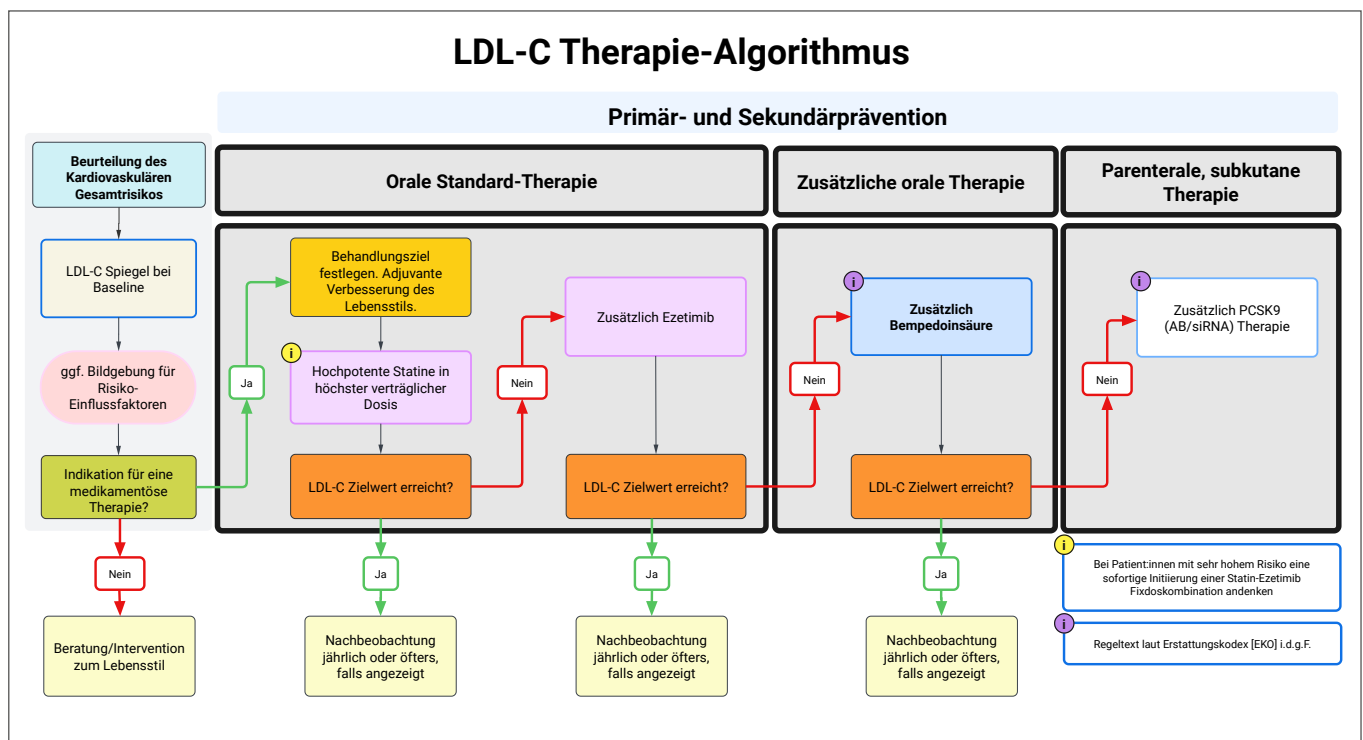 LDL-C Therapie-Algorithmus
Primär- und Sekundärprävention
Beurteilung des
Kardiovaskulären
Gesamtrisikos
Orale Standard-Therapie
Zusätzliche orale Therapie
Parenterale, subkutane
Therapie
LDL-C Spiegel bei
Baseline
ggf. Bildgebung für
Risiko-
Einflussfaktoren
Indikation für eine
medikamentöse
Therapie?
Nein
Beratung/Intervention
zum Lebensstil
Ja
Behandlungsziel
festlegen. Adjuvante
Verbesserung des
Lebensstils.
i
Hochpotente Statine in
höchster verträglicher
Dosis
LDL-C Zielwert erreicht?
Ja
Nachbeobachtung
jährlich oder öfters,
falls angezeigt
Nein
Zusätzlich Ezetimib
LDL-C Zielwert erreicht?
Ja
Nachbeobachtung
jährlich oder öfters,
falls angezeigt
Nein
i
Zusätzlich
Bempedoinsäure
LDL-C Zielwert erreicht?
Ja
Nachbeobachtung
jährlich oder öfters,
falls angezeigt
Nein
i
Zusätzlich PCSK9
(AB/siRNA) Therapie
i
Bei Patient:innen mit sehr hohem Risiko eine
sofortige Initiierung einer Statin-Ezetimib
Fixdoskombination andenken
i
Regeltext laut Erstattungskodex [EKO] i.d.g.F.